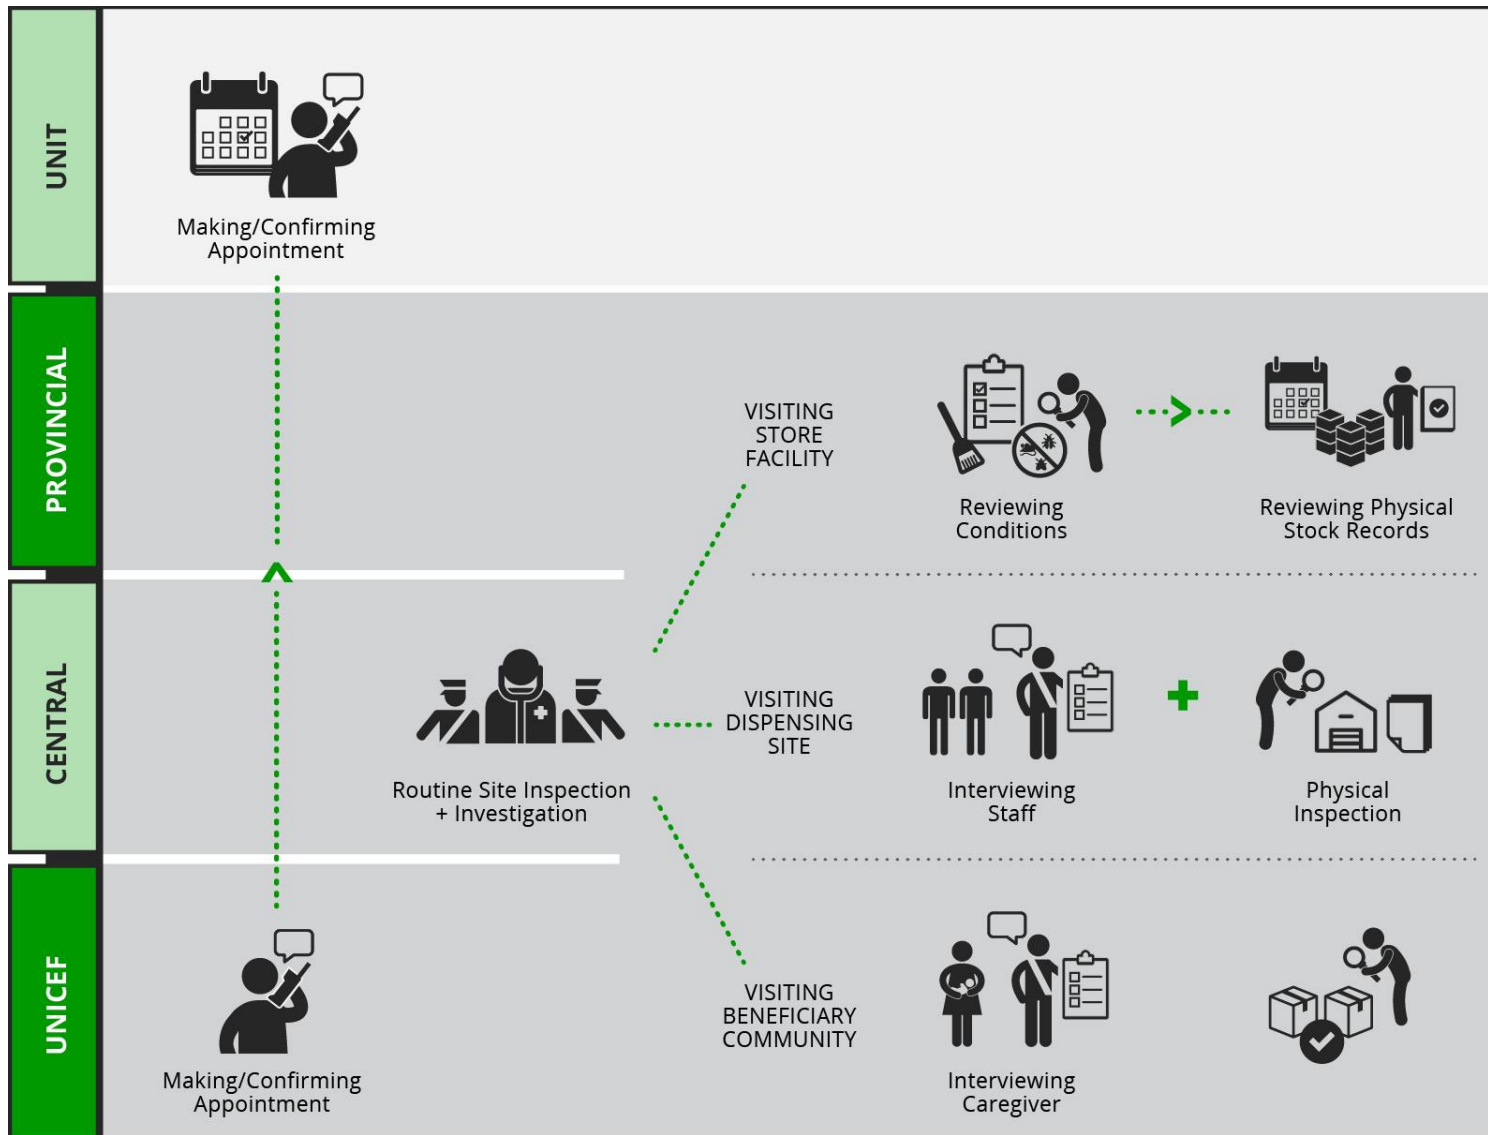 UNIT
Making/Confirming
Appointment
PROVINCIAL
VISITING
STORE
FACILITY
Reviewing
Conditions
Reviewing Physical
Stock Records
CENTRAL
Routine Site Inspection
+ Investigation
VISITING
DISPENSING
SITE
Interviewing
Staff
Physical
Inspection
UNICEF
Making/Confirming
Appointment
VISITING
BENEFICIARY
COMMUNITY
Interviewing
Caregiver